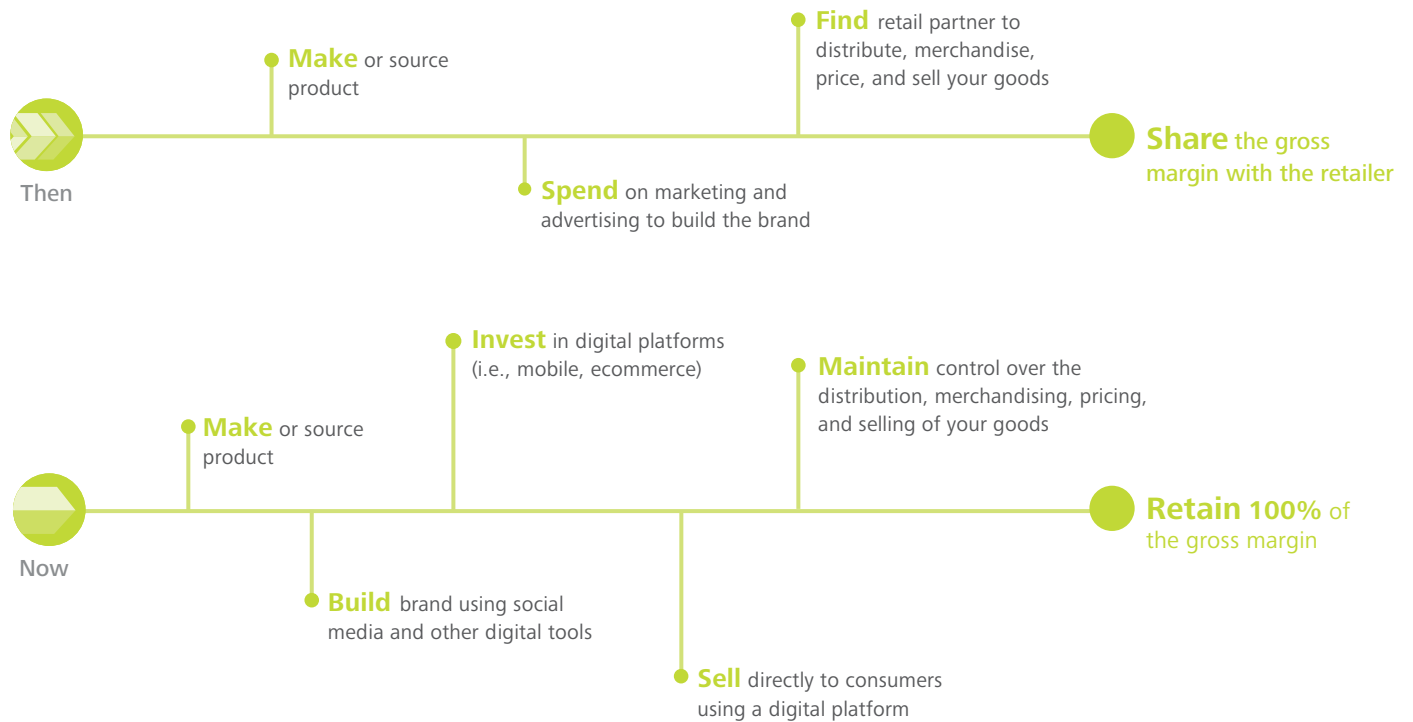 Then
Make or source
product
Spend on marketing and
advertising to build the brand
Find retail partner to
distribute, merchandise,
price, and sell your goods
Share the gross
margin with the retailer
Now
Make or source
product
Build brand using social
media and other digital tools
Invest in digital platforms
(i.e., mobile, ecommerce)
Sell directly to consumers
using a digital platform
Maintain control over the
distribution, merchandising, pricing,
and selling of your goods
Retain 100% of
the gross margin